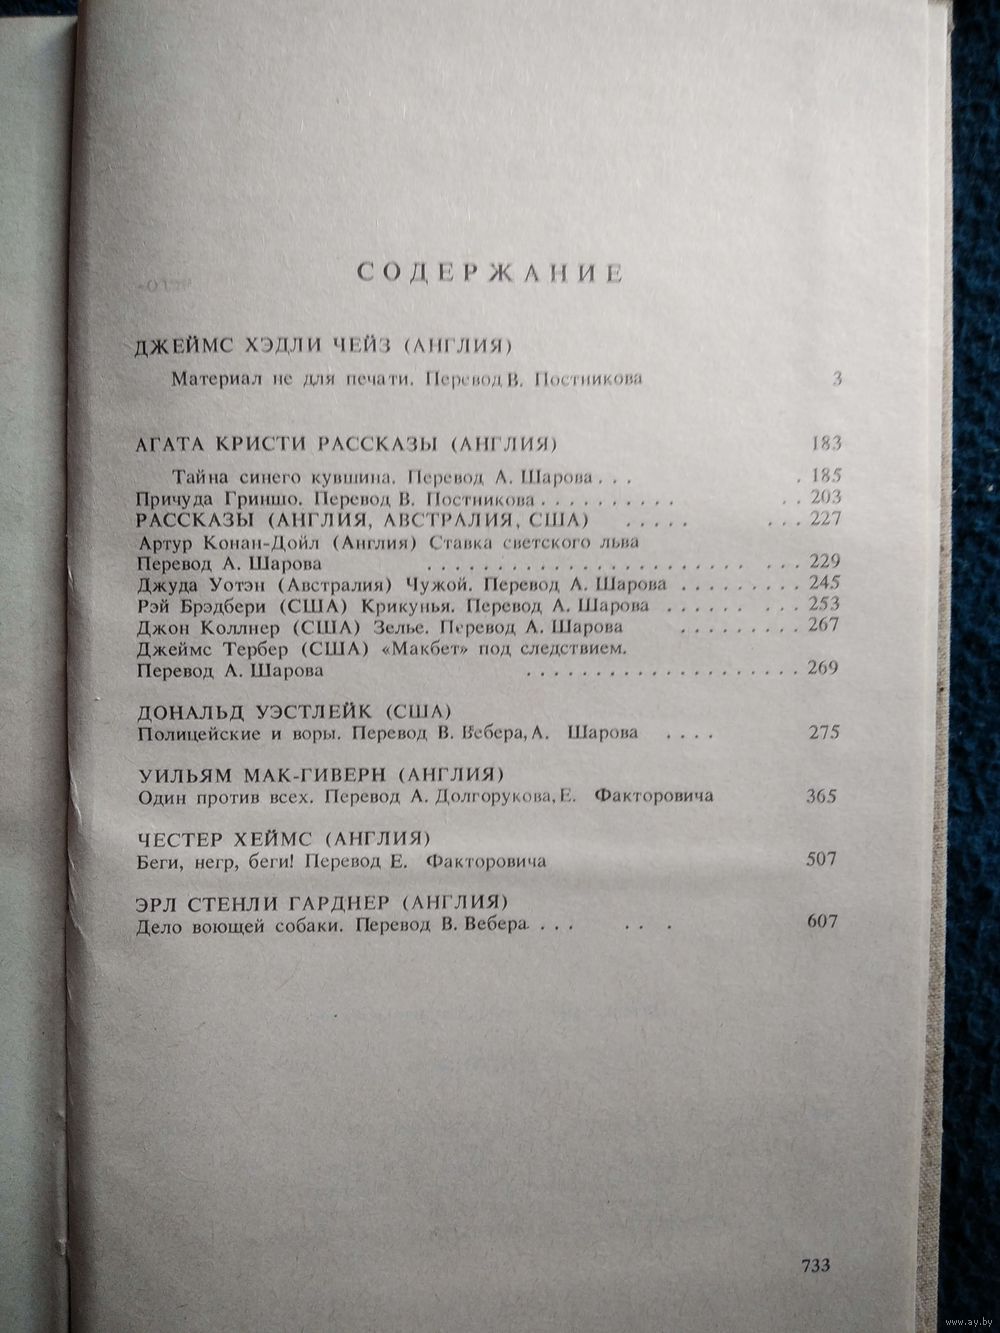 СОДЕРЖАНИЕ
ДЖЕЙМС ХЭДЛИ ЧЕЙЗ (АНГЛИЯ)
Материал не для печати. Перевод В. Постникова 3
АГАТА КРИСТИ РАССКАЗЫ (АНГЛИЯ) 183
Тайна синего кувшина. Перевод А. Шарова . . . . 185
Причуда Гриншо. Перевод В. Постникова . . . . . . . . . . . . 203
РАССКАЗЫ (АНГЛИЯ, АВСТРАЛИЯ, США) . . . . . . . . 227
Артур Конан-Дойл (Англия) Ставка светского льва
Перевод А. Шарова . . . . . . . . . . . . . . . . . . . . . . . . 229
Джуда Уотэн (Австралия) Чужой. Перевод А. Шарова . . . . . . . . . 245
Рэй Брэдбери (США) Крикунья. Перевод А. Шарова . . . . . . . . . 253
Джон Коллнер (США) Зелье. Перевод А. Шарова . . . . . . . . . 267
Джеймс Тербер (США) «Макбет» под следствием.
Перевод А. Шарова . . . . . . . . . . . . . . . . . . . . 269
ДОНАЛЬД УЭСТЛЕЙК (США)
Полицейские и воры. Перевод В. Вебера, А. Шарова . . . . 275
УИЛЬЯМ МАК-ГИВЕРН (АНГЛИЯ)
Один против всех. Перевод А. Долгорукова, Е. Факторовича 365
ЧЕСТЕР ХЕЙМС (АНГЛИЯ)
Беги, негр, беги! Перевод Е. Факторовича 507
ЭРЛ СТЕНЛИ ГАРДНЕР (АНГЛИЯ)
Дело воющей собаки. Перевод В. Вебера. . . . . . . 607
733
www.ay.by